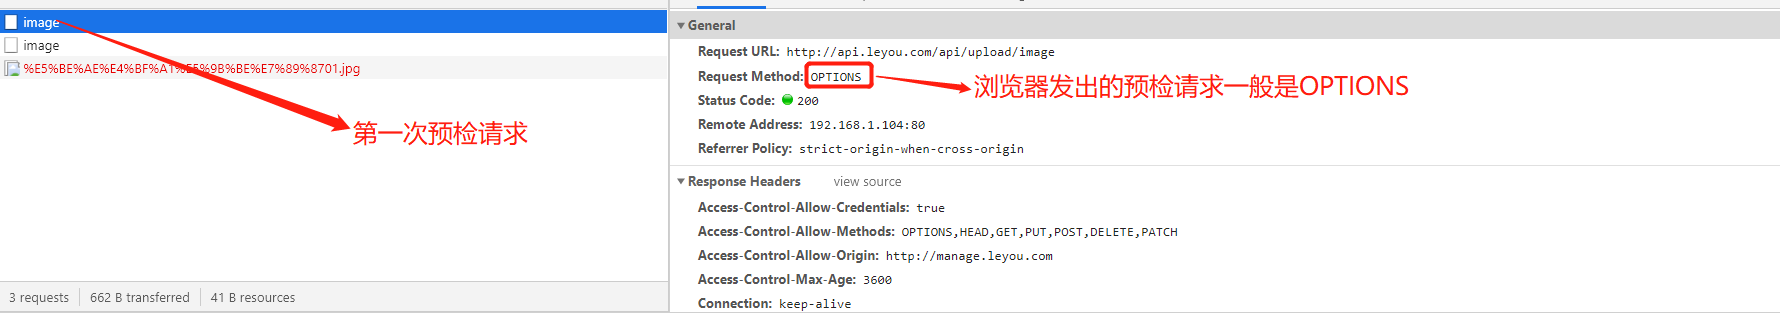 image
image
%E5%BE%AE%E4%BF%A1%E5%9B%BE%E7%89%8701.jpg
第一次预检请求
3 requests
662 B transferred
41 B resources
General
Request URL: http://api.leyou.com/api/upload/image
Request Method: OPTIONS
浏览器发出的预检请求一般是OPTIONS
Status Code: 200
Remote Address: 192.168.1.104:80
Referrer Policy: strict-origin-when-cross-origin
Response Headers view source
Access-Control-Allow-Credentials: true
Access-Control-Allow-Methods: OPTIONS,HEAD,GET,PUT,POST,DELETE,PATCH
Access-Control-Allow-Origin: http://manage.leyou.com
Access-Control-Max-Age: 3600
Connection: keep-alive